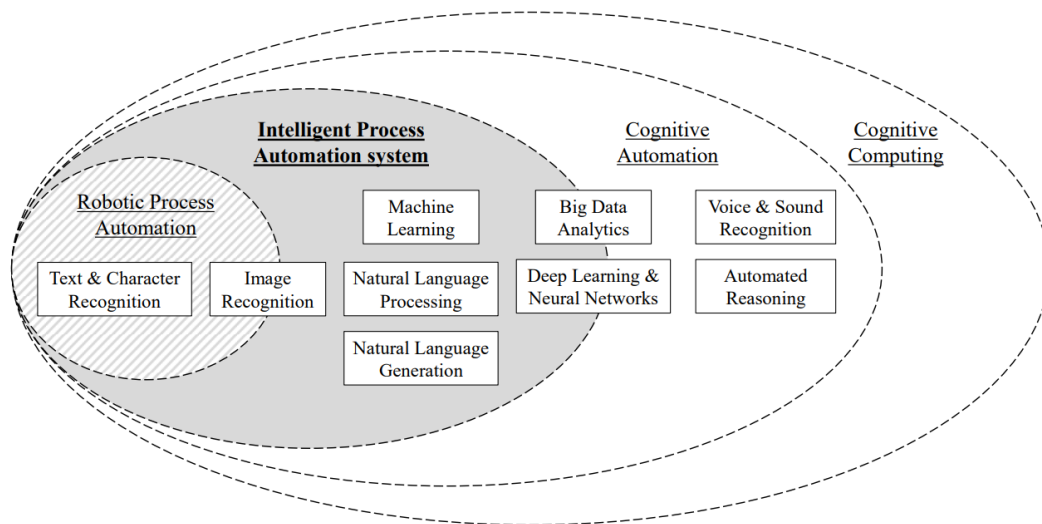 Intelligent Process
Automation system
Cognitive
Automation
Cognitive
Computing
Robotic Process
Automation
Machine
Learning
Big Data
Analytics
Voice & Sound
Recognition
Text & Character
Recognition
Image
Recognition
Natural Language
Processing
Deep Learning &
Neural Networks
Automated
Reasoning
Natural Language
Generation